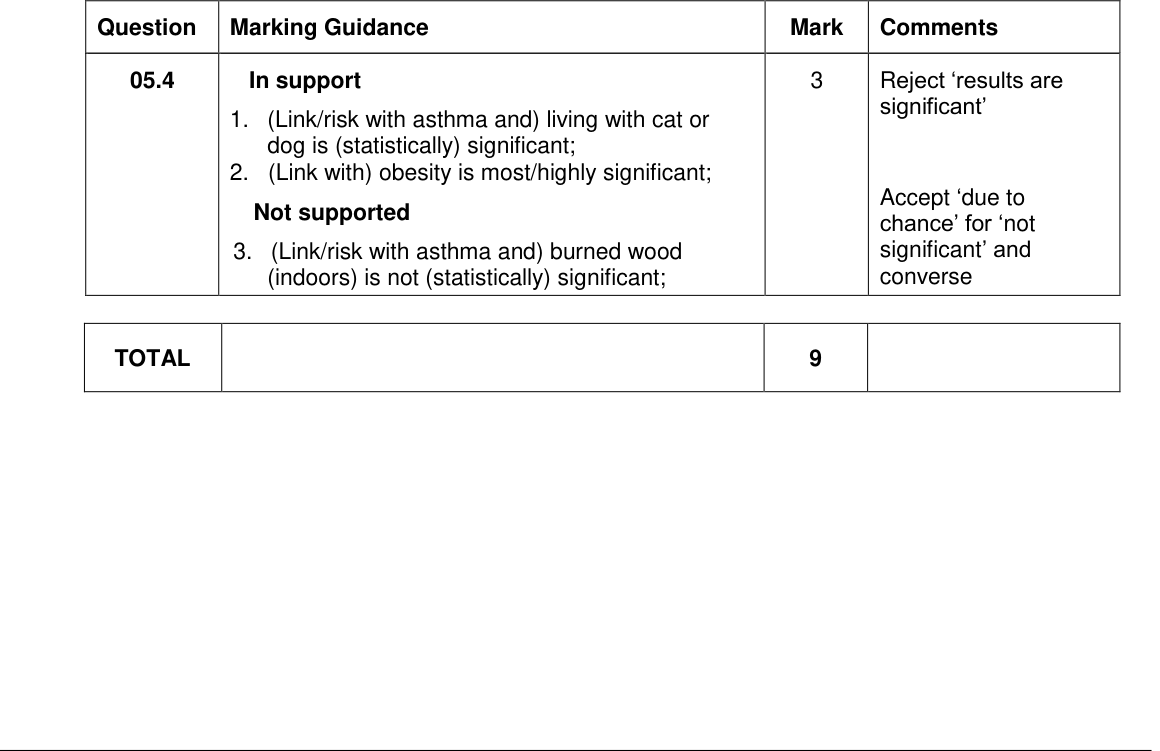 Question Marking Guidance Mark Comments
05.4 In support 3 Reject ‘results are
significant’
1. (Link/risk with asthma and) living with cat or
dog is (statistically) significant;
2. (Link with) obesity is most/highly significant;
Accept ‘due to
chance’ for ‘not
significant’ and
converse
Not supported
3. (Link/risk with asthma and) burned wood
(indoors) is not (statistically) significant;
TOTAL 9